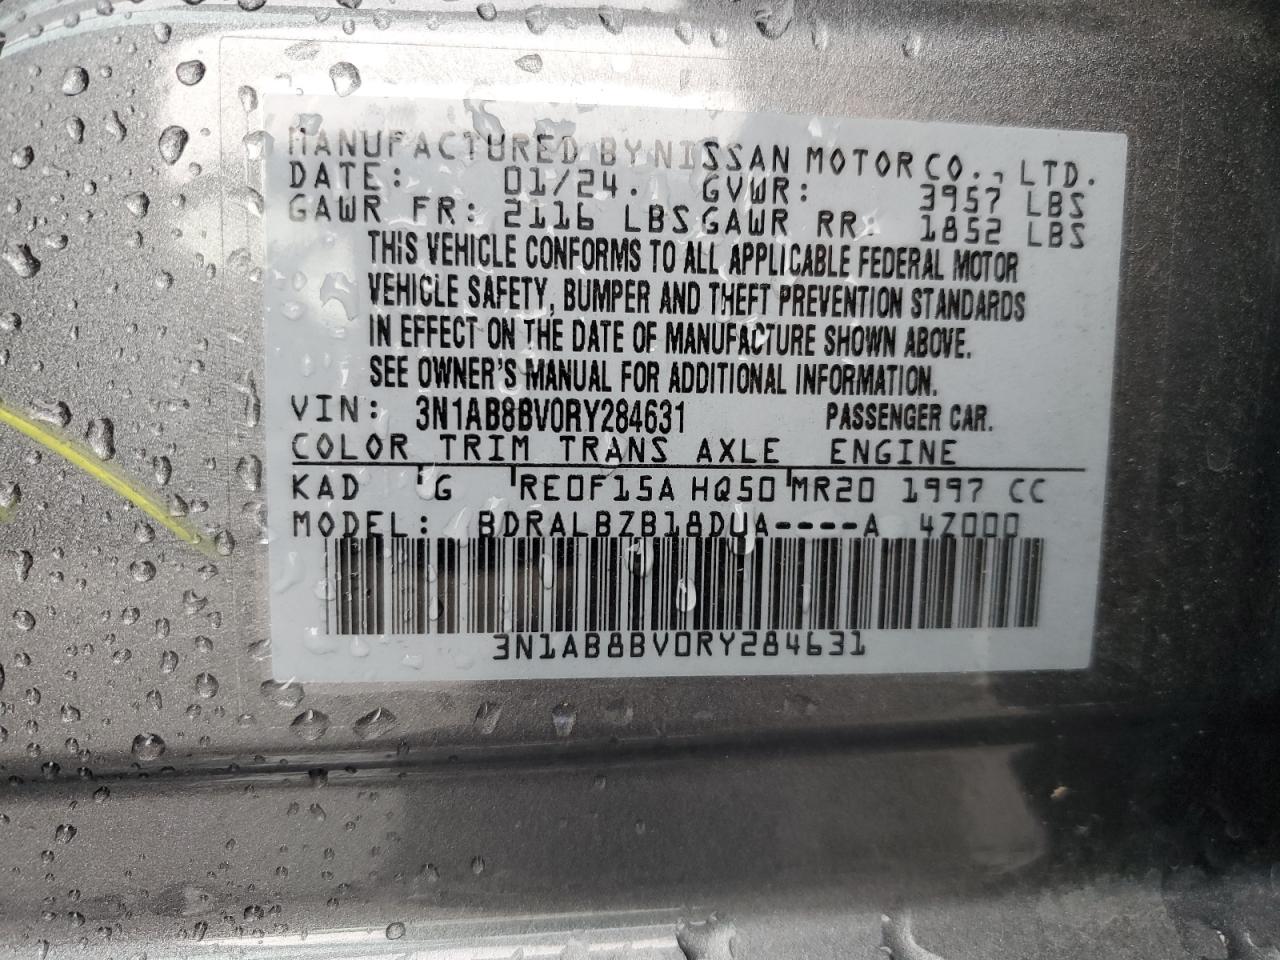 MANUFACTURED BY NISSAN MOTOR CO., LTD.
DATE: 01/24. GVWR: 3957 LBS
GAWR FR: 2116 LBS GAWR RR: 1852 LBS
THIS VEHICLE CONFORMS TO ALL APPLICABLE FEDERAL MOTOR
VEHICLE SAFETY, BUMPER AND THEFT PREVENTION STANDARDS
IN EFFECT ON THE DATE OF MANUFACTURE SHOWN ABOVE.
SEE OWNER'S MANUAL FOR ADDITIONAL INFORMATION.
VIN: 3N1AB8BV0RY284631 PASSENGER CAR.
COLOR TRIM TRANS AXLE ENGINE
KAD G RE0F15A HQ50 MR20 1997 CC
MODEL: BDRALBZB18DUA----A 4Z000
3N1AB8BV0RY284631